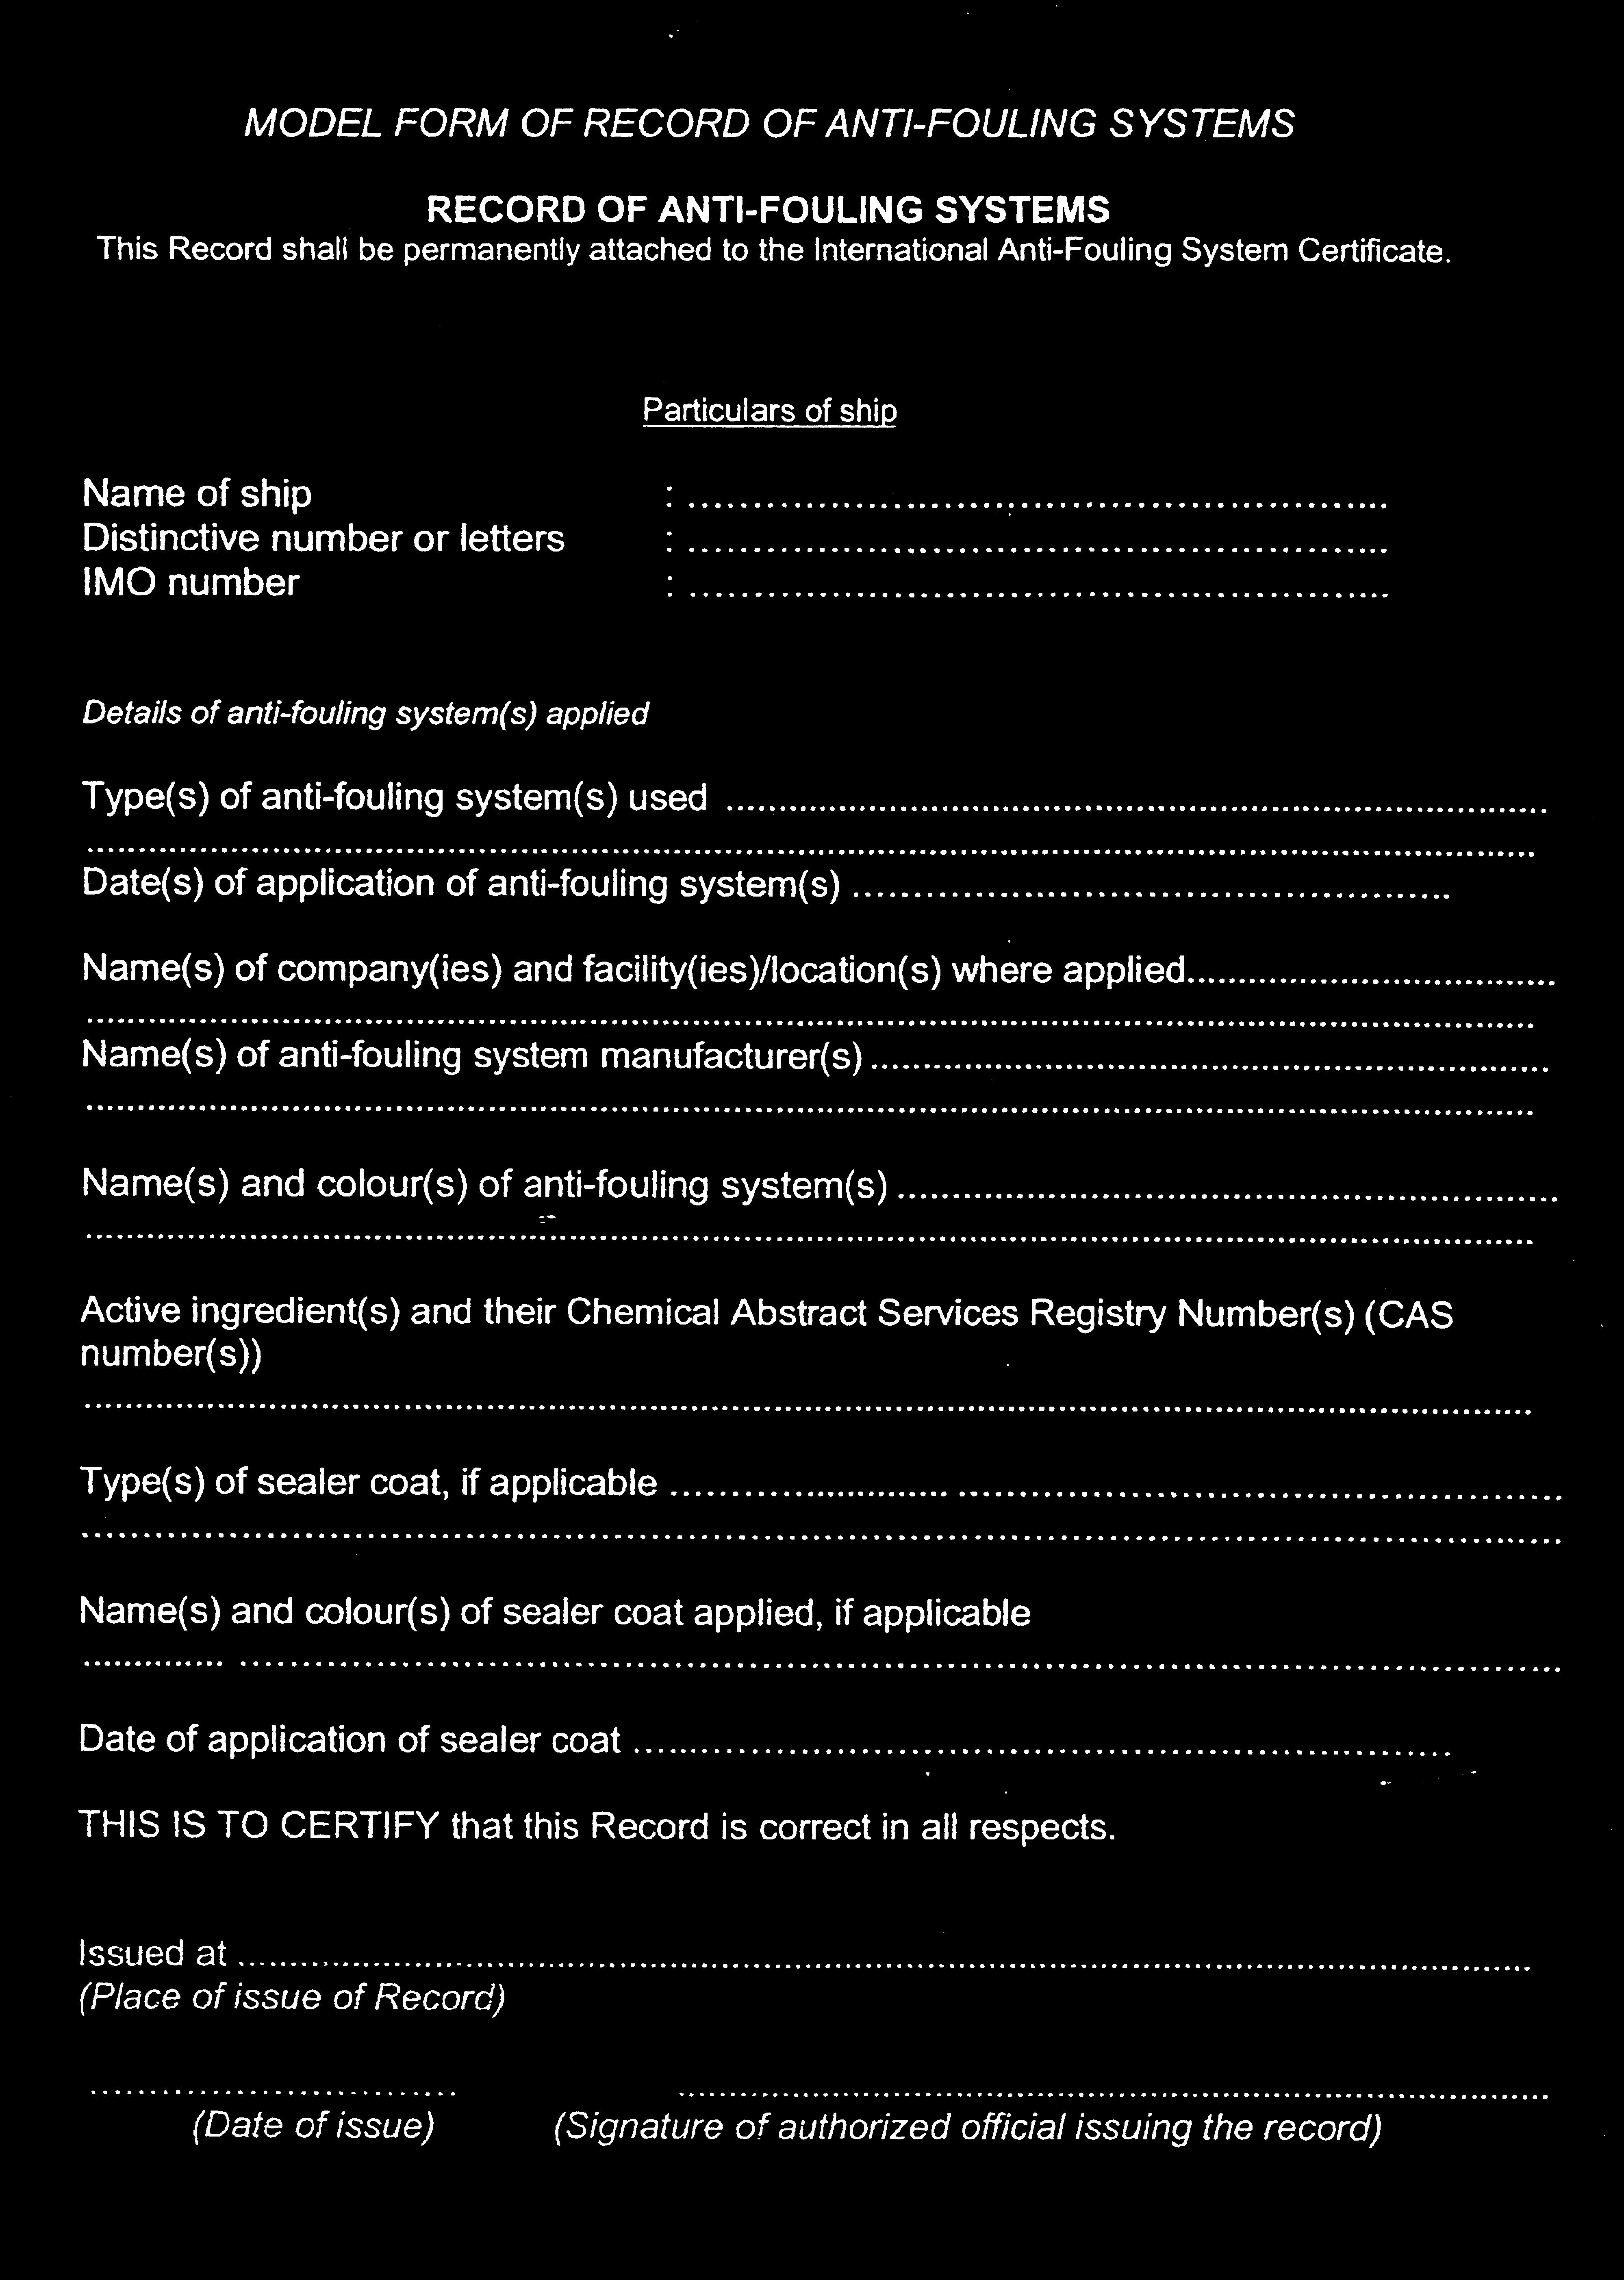 MODEL FORM OF RECORD OF ANTI-FOULING SYSTEMS
RECORD OF ANTI-FOULING SYSTEMS
This Record shall be permanently attached to the International Anti-Fouling System Certificate.
Particulars of ship
Name of ship : ......................................................
Distinctive number or letters : ......................................................
IMO number : ......................................................
Details of anti-fouling system(s) applied
Type(s) of anti-fouling system(s) used ......................................................
......................................................
Date(s) of application of anti-fouling system(s) ......................................................
Name(s) of company(ies) and facility(ies)/location(s) where applied......................................................
......................................................
Name(s) of anti-fouling system manufacturer(s) ......................................................
......................................................
Name(s) and colour(s) of anti-fouling system(s) ......................................................
......................................................
Active ingredient(s) and their Chemical Abstract Services Registry Number(s) (CAS
number(s))
......................................................
Type(s) of sealer coat, if applicable ......................................................
......................................................
Name(s) and colour(s) of sealer coat applied, if applicable
......................................................
Date of application of sealer coat ......................................................
THIS IS TO CERTIFY that this Record is correct in all respects.
Issued at ......................................................
(Place of issue of Record)
.............................. ......................................................
(Date of issue) (Signature of authorized official issuing the record)